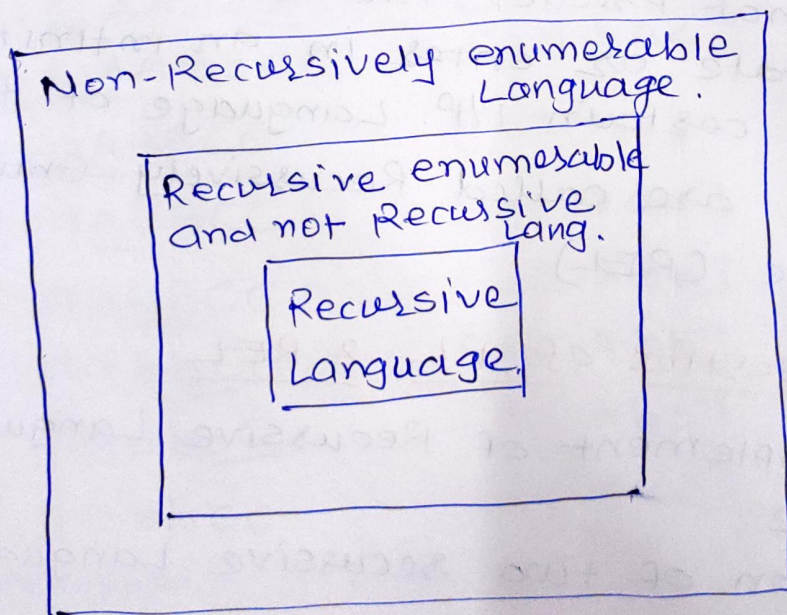 Non-Recursively enumerable
Language.
Recursive enumerable
and not Recursive
Lang.
Recursive
Language.